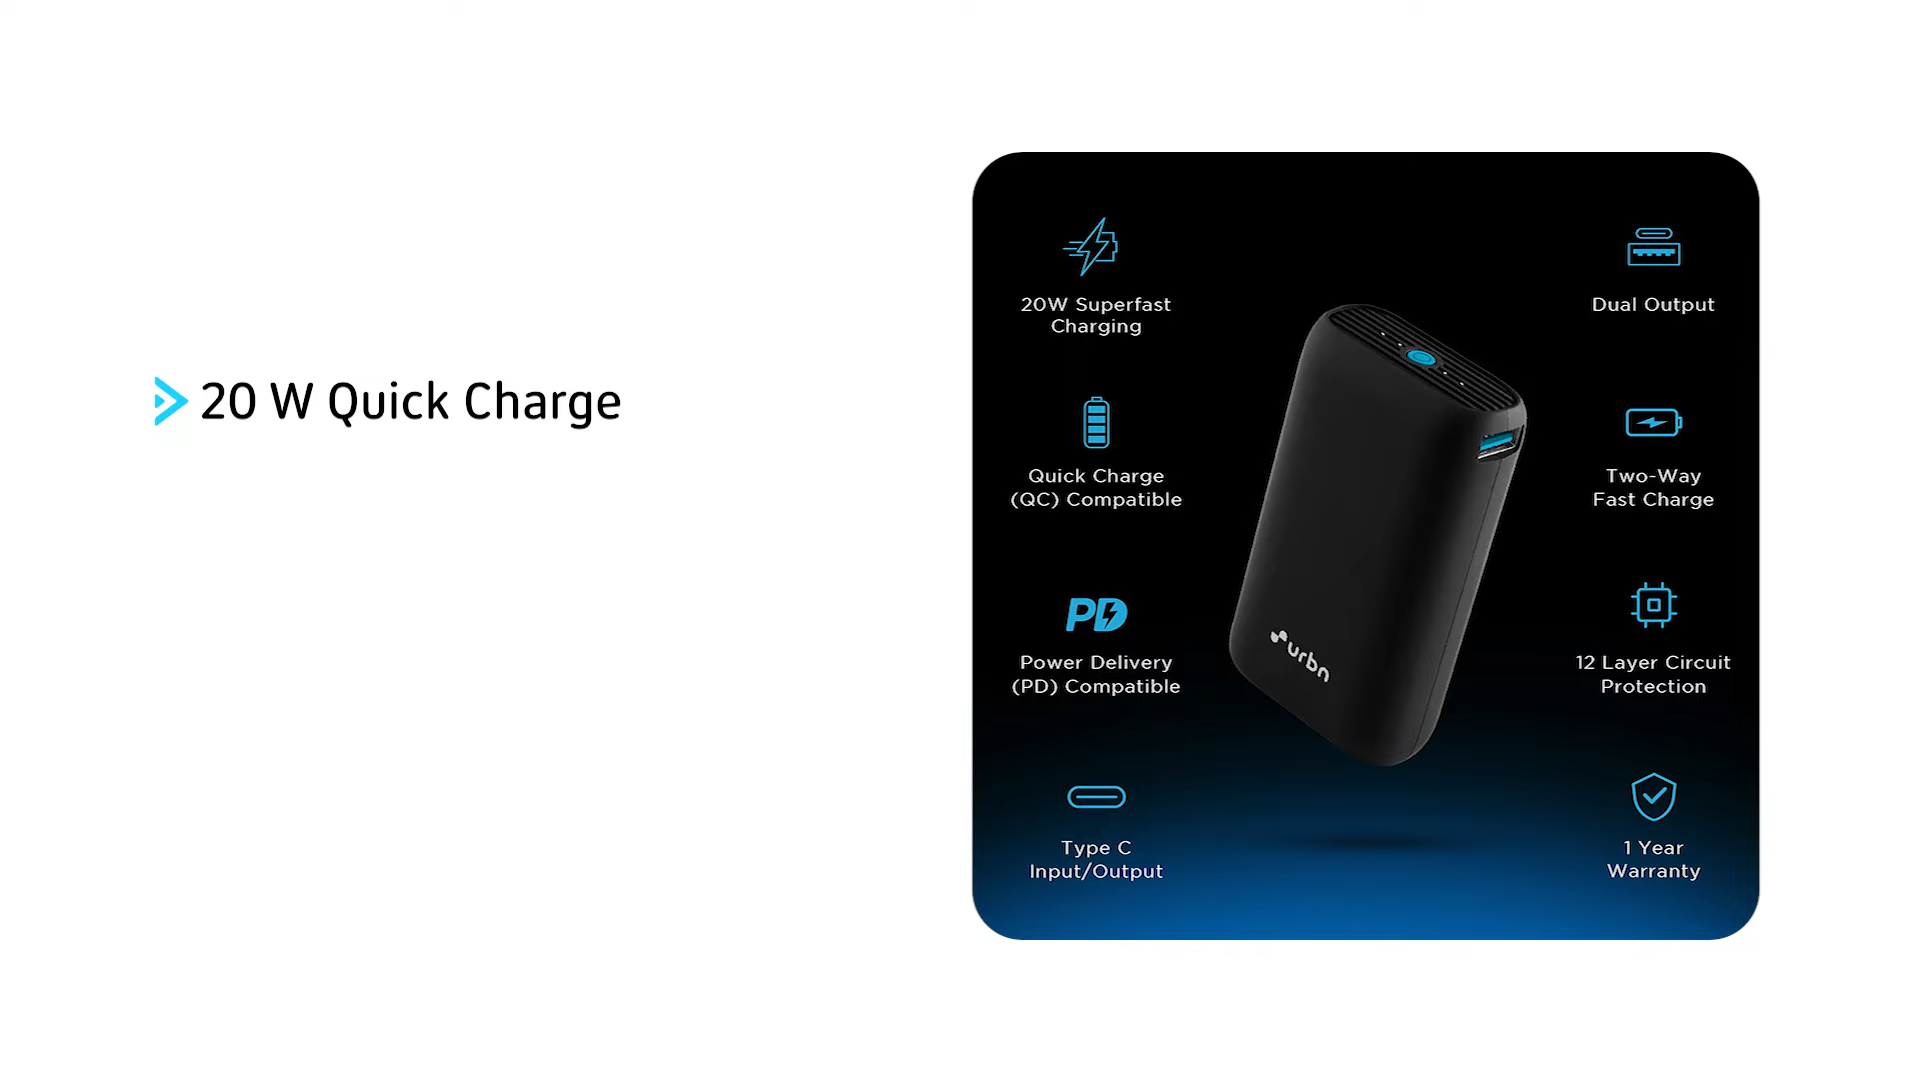 20 W Quick Charge
20W Superfast
Charging
Dual Output
Quick Charge
(QC) Compatible
Two-Way
Fast Charge
PD
Power Delivery
(PD) Compatible
12 Layer Circuit
Protection
urbn
Type C
Input/Output
1 Year
Warranty